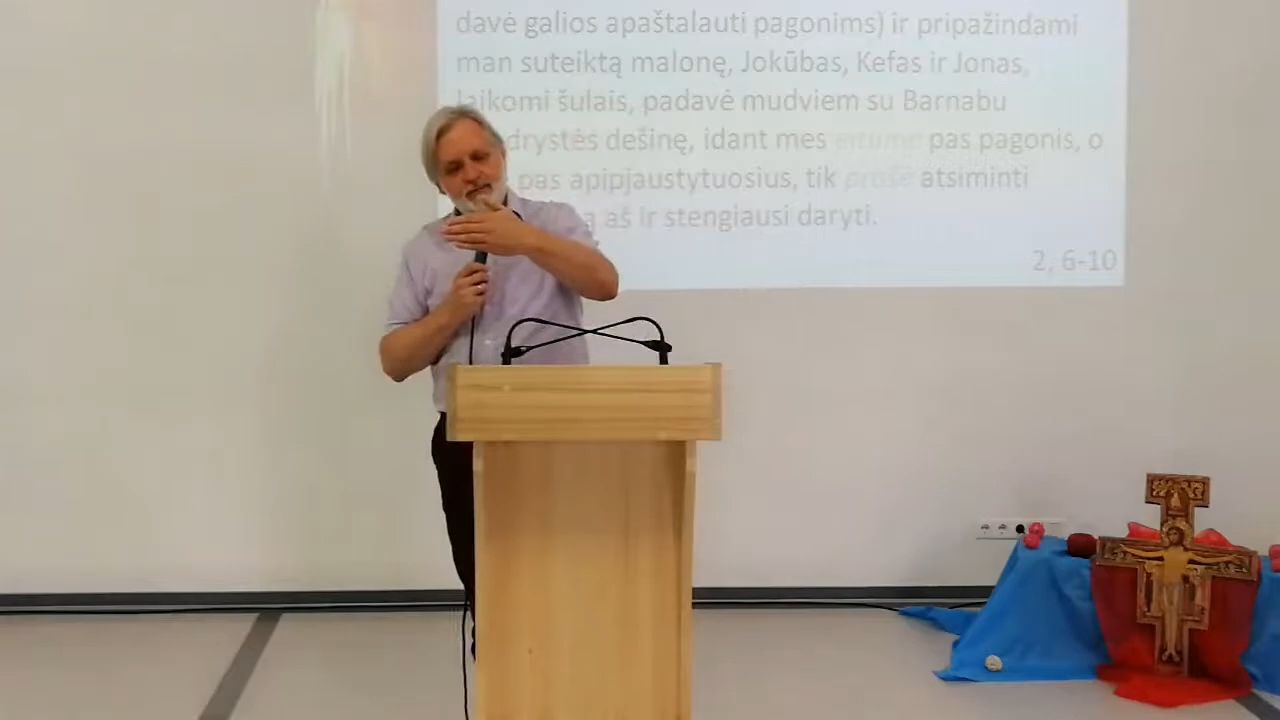 davė galios apaštalauti pagonims) ir pripažindami
man suteiktą malonę, Jokūbas, Kefas ir Jonas,
laikomi šulais, padavė mudviem su Barnabu
drystės dešinę, idant mes eitume pas pagonis, o
pas apipjaustytuosius, tik prašė atsiminti
aš ir stengiausi daryti.
2, 6-10